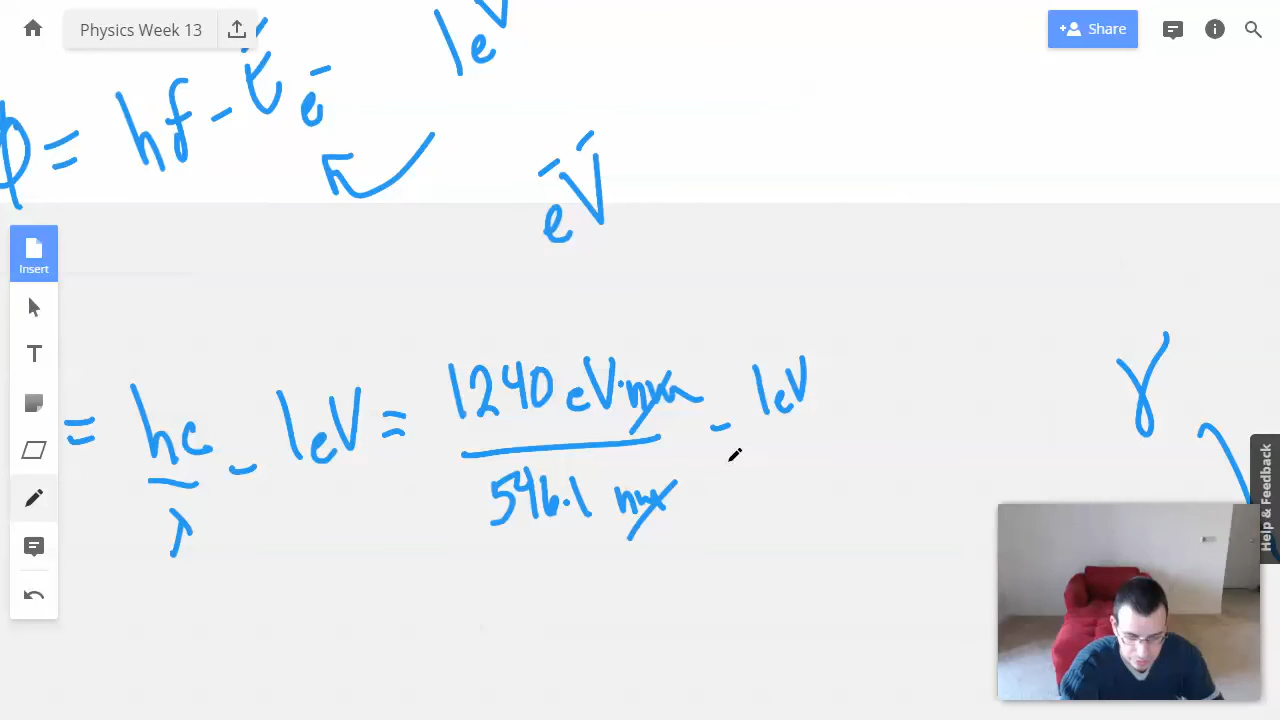 Physics Week 13
Share
1eV
ϕ = hf - E e-
eV
Insert
T
= hc/λ - 1eV = 1240 eV·nm / 546.1 nm - 1eV
γ
Help & Feedback